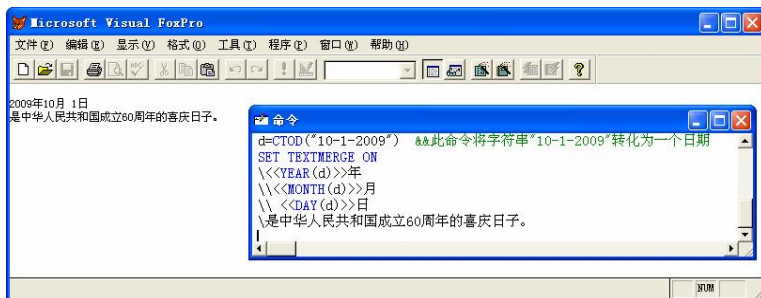 Microsoft Visual FoxPro
文件(F) 编辑(E) 显示(V) 格式(O) 工具(T) 程序(P) 窗口(W) 帮助(H)
2009年10月 1日
是中华人民共和国成立60周年的喜庆日子。
命令
d=CTOD("10-1-2009") &&此命令将字符串"10-1-2009"转化为一个日期
SET TEXTMERGE ON
\<<YEAR(d)>>年
\\<<MONTH(d)>>月
\\ <<DAY(d)>>日
\是中华人民共和国成立60周年的喜庆日子。
NUM